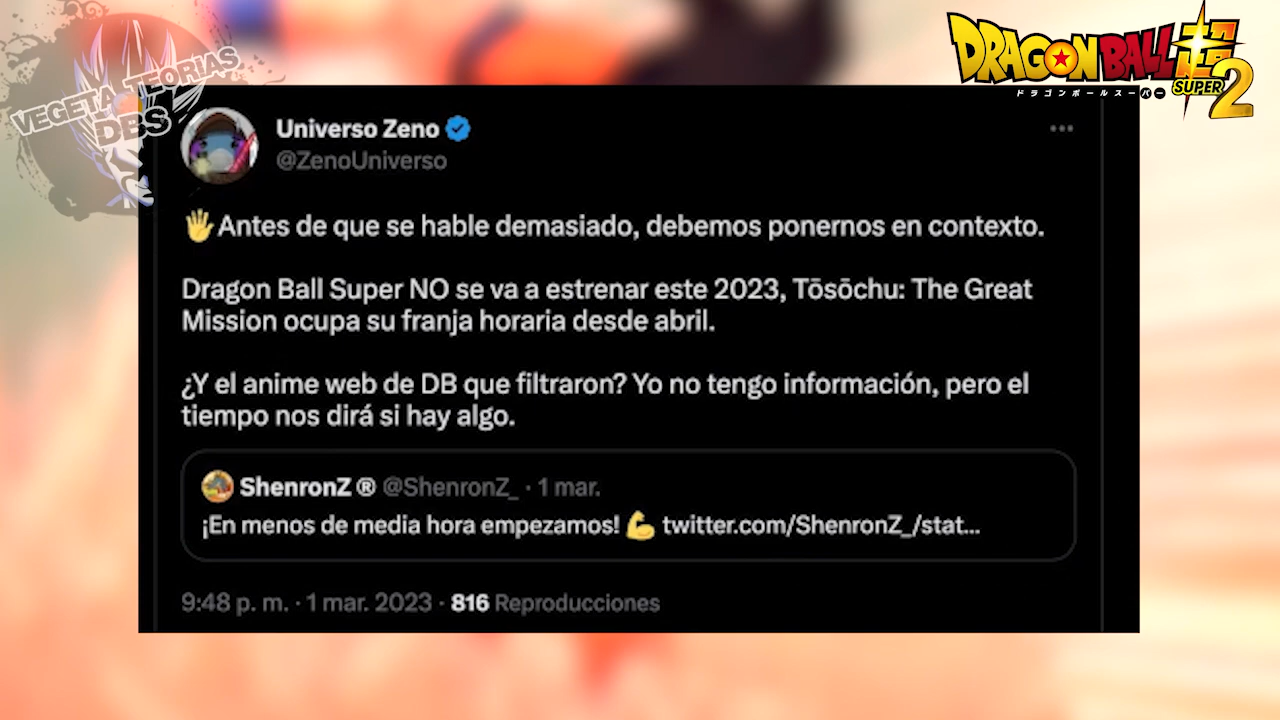 VEGETA TEORIAS
DBS
DRAGON BALL 超
ドラゴンボールスーパー
SUPER 2
Universo Zeno
@ZenoUniverso
🖐Antes de que se hable demasiado, debemos ponernos en contexto.
Dragon Ball Super NO se va a estrenar este 2023, Tōsōchu: The Great
Mission ocupa su franja horaria desde abril.
¿Y el anime web de DB que filtraron? Yo no tengo información, pero el
tiempo nos dirá si hay algo.
ShenronZ ® @ShenronZ_ · 1 mar.
¡En menos de media hora empezamos! 💪 twitter.com/ShenronZ_/stat...
9:48 p. m. · 1 mar. 2023 · 816 Reproducciones